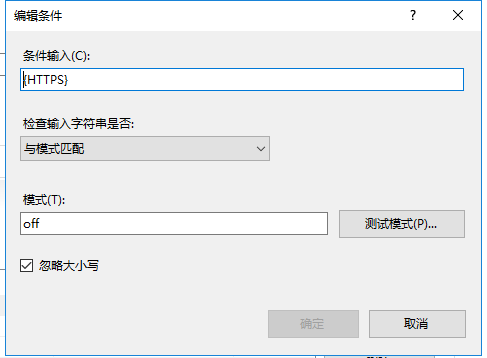 编辑条件
条件输入(C):
{HTTPS}
检查输入字符串是否:
与模式匹配
模式(T):
off
测试模式(P)...
忽略大小写
确定
取消